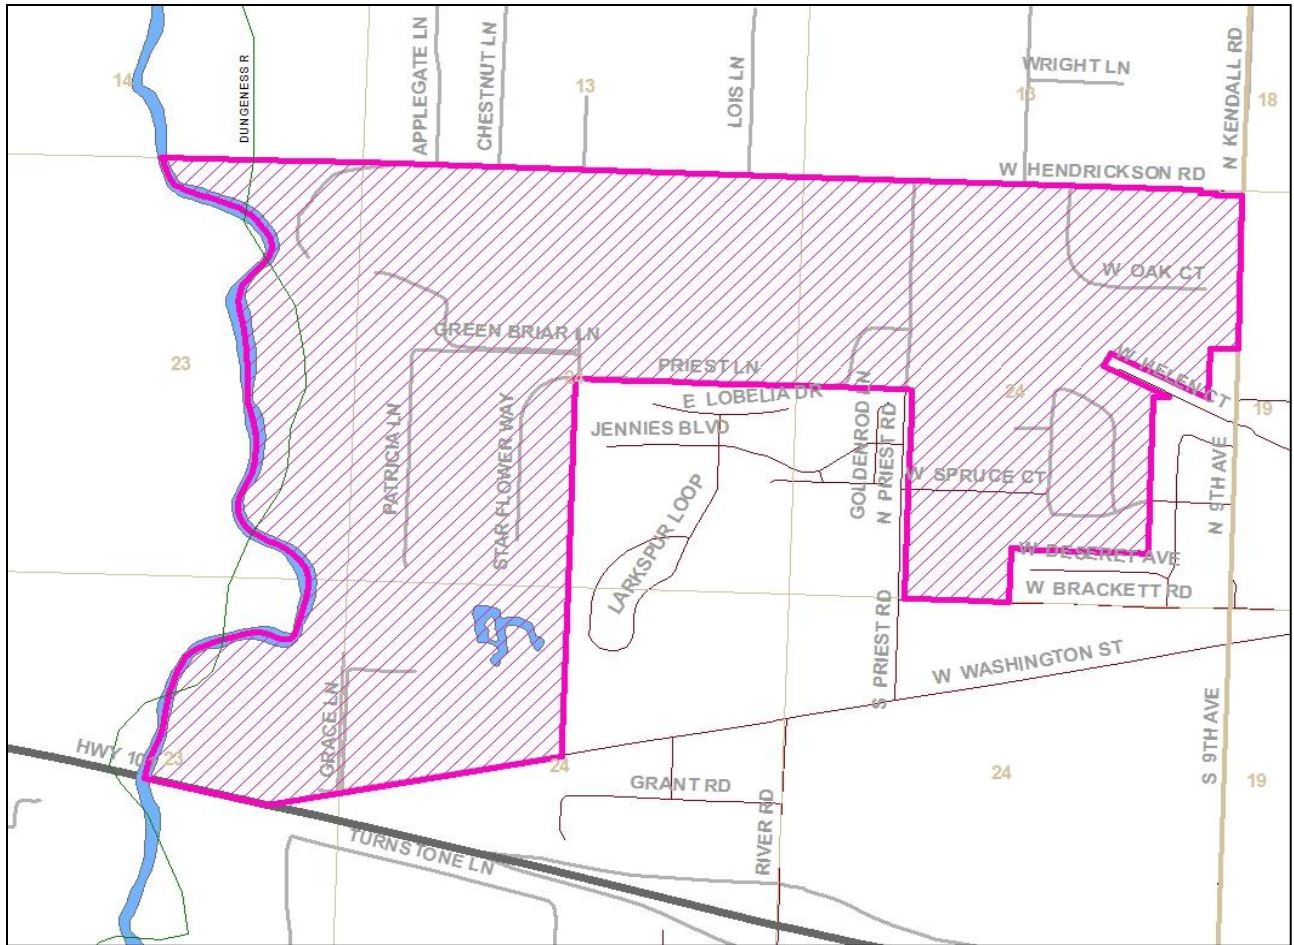 14
DUNGENESS R
APPLEGATE LN
CHESTNUT LN
13
LOIS LN
WRIGHT LN
13
N KENDALL RD
18
W HENDRICKSON RD
W OAK CT
23
GREEN BRIAR LN
PRIEST LN
24
W HELEN CT
24
19
E LOBELIA DR
JENNIES BLVD
PATRICIA LN
STAR FLOWER WAY
GOLDENROD LN
N PRIEST RD
W SPRUCE CT
N 9TH AVE
LARKSPUR LOOP
W DESERET AVE
W BRACKETT RD
S PRIEST RD
W WASHINGTON ST
GRACE LN
HWY 101
23
24
GRANT RD
RIVER RD
24
S 9TH AVE
19
TURNSTONE LN